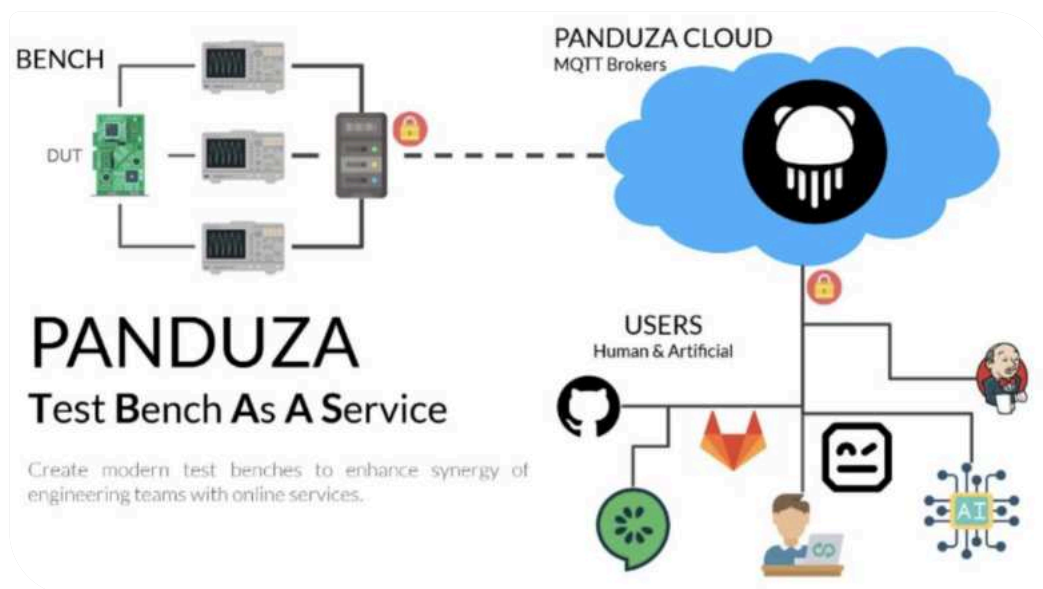 BENCH
DUT
PANDUZA CLOUD
MQTT Brokers
PANDUZA
Test Bench As A Service
Create modern test benches to enhance synergy of
engineering teams with online services.
USERS
Human & Artificial
AI